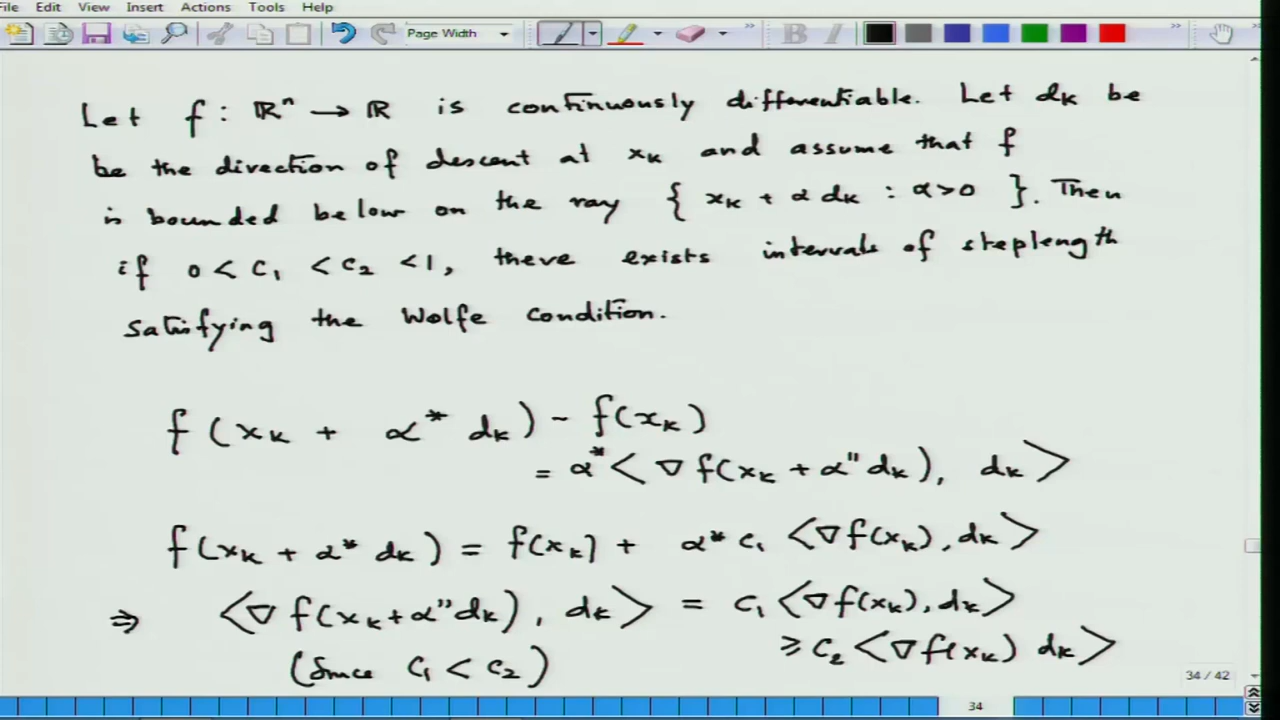 File Edit View Insert Actions Tools Help
Page Width
Let f : ℝⁿ → ℝ is continuously differentiable. Let dₖ be
be the direction of descent at xₖ and assume that f
is bounded below on the ray { xₖ + α dₖ : α>0 }. Then
if 0 < c₁ < c₂ < 1, there exists intervals of steplength
satisfying the Wolfe condition.
f (xₖ + α* dₖ) - f(xₖ)
= α* < ∇ f(xₖ + α'' dₖ), dₖ >
f(xₖ + α* dₖ) = f(xₖ) + α* c₁ <∇f(xₖ), dₖ>
⇒ <∇ f(xₖ + α'' dₖ), dₖ> = c₁ <∇f(xₖ), dₖ>
≥ c₂ <∇f(xₖ) dₖ>
(Since c₁ < c₂)
34 / 42
34